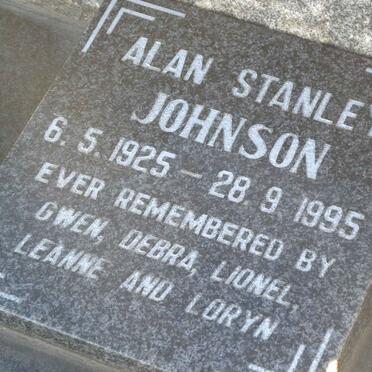 ALAN STANLEY
JOHNSON
6.5.1925 – 28.9.1995
EVER REMEMBERED BY
GWEN, DEBRA, LIONEL,
LEANNE AND LORYN